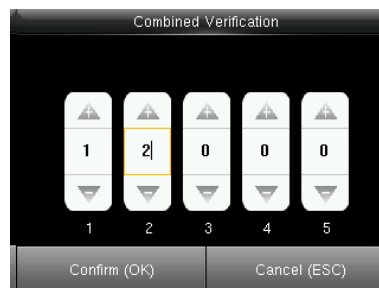 Combined Verification
1 2 0 0 0
1 2 3 4 5
Confirm (OK) Cancel (ESC)